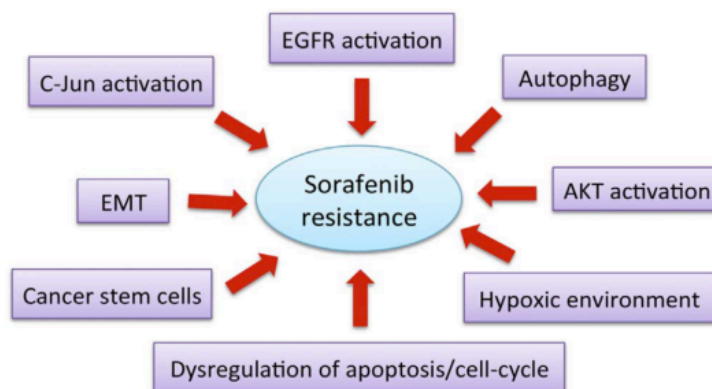 EGFR activation
C-Jun activation
Autophagy
Sorafenib
resistance
EMT
AKT activation
Cancer stem cells
Hypoxic environment
Dysregulation of apoptosis/cell-cycle